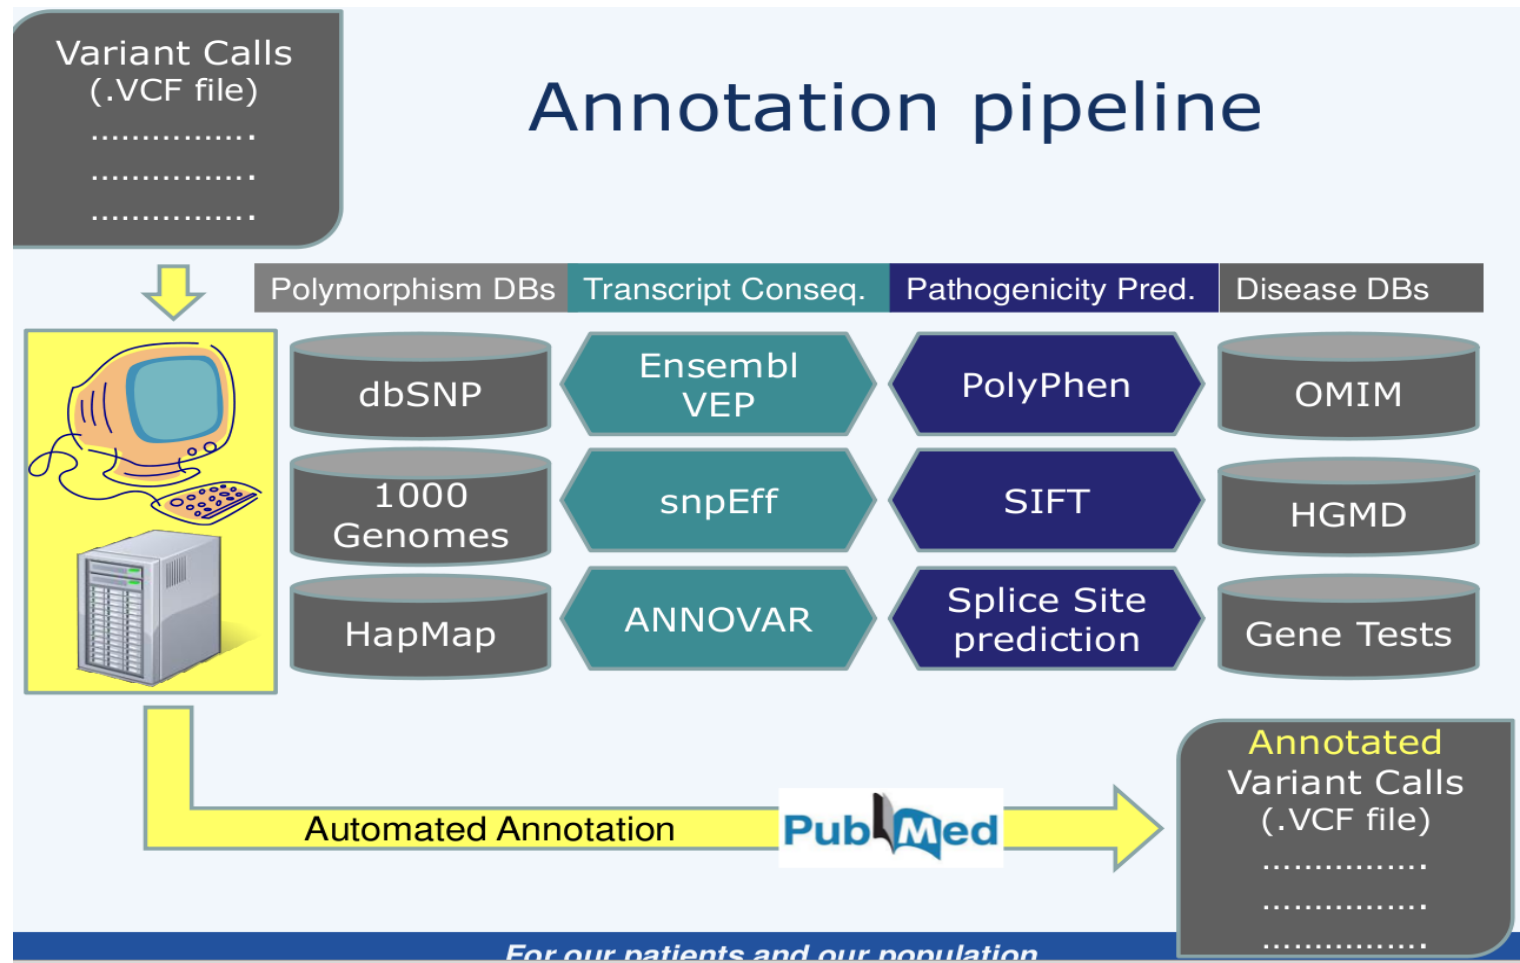 Variant Calls
(.VCF file)
................
................
................
Annotation pipeline
Polymorphism DBs
Transcript Conseq.
Pathogenicity Pred.
Disease DBs
dbSNP
1000
Genomes
HapMap
Ensembl
VEP
snpEff
ANNOVAR
PolyPhen
SIFT
Splice Site
prediction
OMIM
HGMD
Gene Tests
Automated Annotation
PubMed
Annotated
Variant Calls
(.VCF file)
................
................
................
For our patients and our population